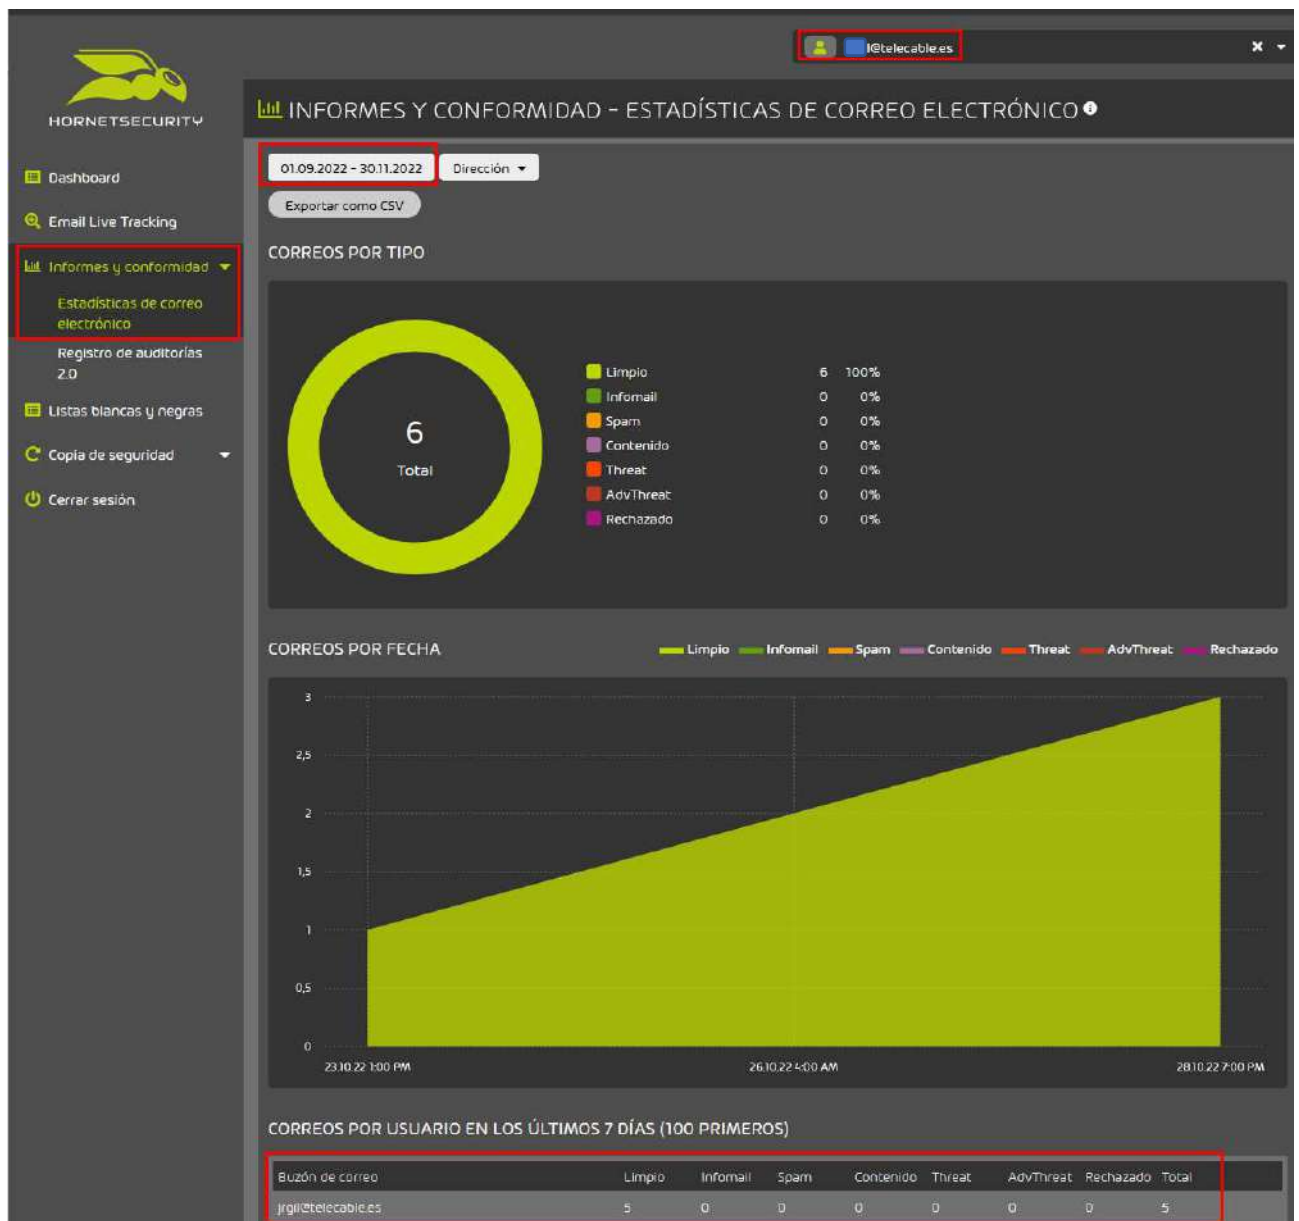 l@telecable.es
HORNETSECURITY
INFORMES Y CONFORMIDAD - ESTADÍSTICAS DE CORREO ELECTRÓNICO
01.09.2022 - 30.11.2022 Dirección
Exportar como CSV
Dashboard
Email Live Tracking
Informes y conformidad
Estadísticas de correo
electrónico
Registro de auditorías
2.0
Listas blancas y negras
Copia de seguridad
Cerrar sesión
CORREOS POR TIPO
6
Total
Limpio 6 100%
Infomail 0 0%
Spam 0 0%
Contenido 0 0%
Threat 0 0%
AdvThreat 0 0%
Rechazado 0 0%
CORREOS POR FECHA Limpio Infomail Spam Contenido Threat AdvThreat Rechazado
3
2,5
2
1,5
1
0,5
0
23.10.22 1:00 PM 26.10.22 4:00 AM 28.10.22 7:00 PM
CORREOS POR USUARIO EN LOS ÚLTIMOS 7 DÍAS (100 PRIMEROS)
Buzón de correo Limpio Infomail Spam Contenido Threat AdvThreat Rechazado Total
jrgil@telecable.es 5 0 0 0 0 0 0 5